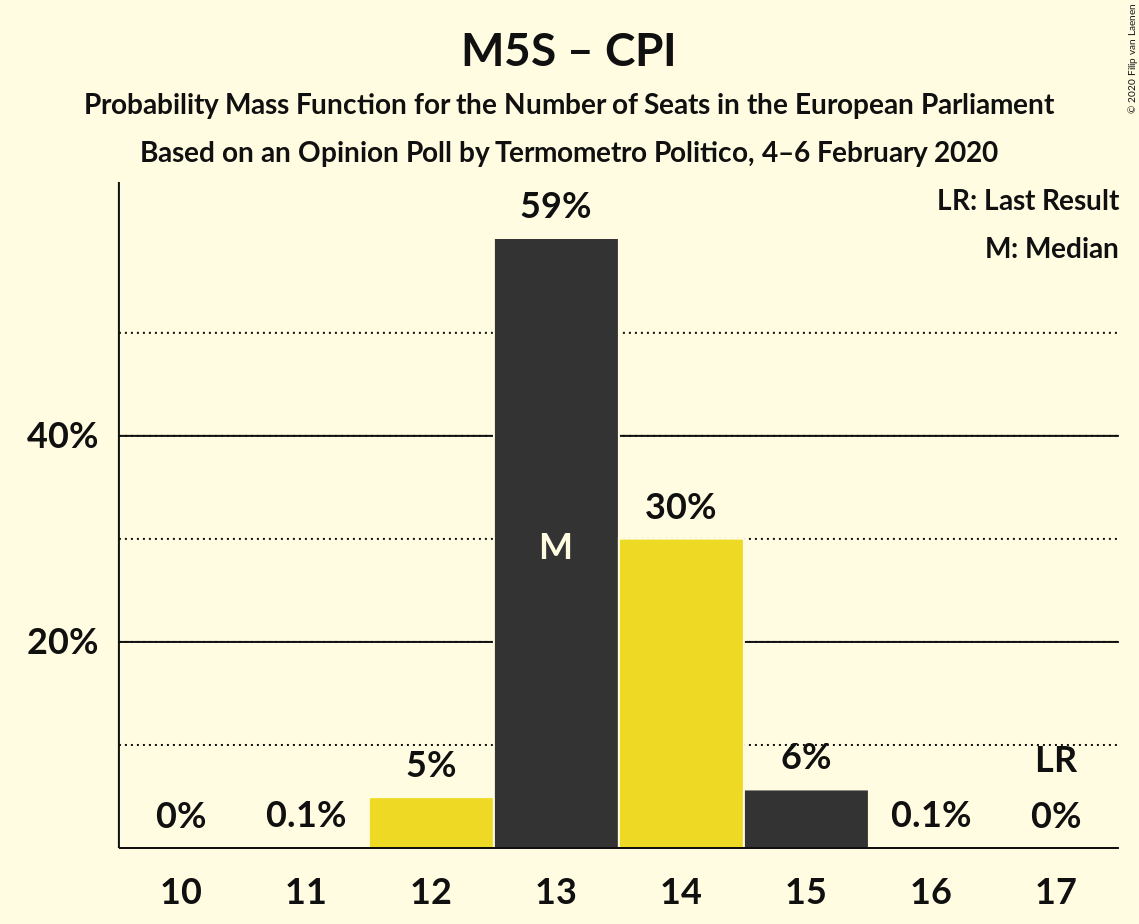 M5S – CPI
Probability Mass Function for the Number of Seats in the European Parliament
Based on an Opinion Poll by Termometro Politico, 4–6 February 2020
© 2020 Filip van Laenen
LR: Last Result
M: Median
59%
40%
30%
M
20%
5%
6%
LR
0%
0.1%
0.1%
0%
10 11 12 13 14 15 16 17